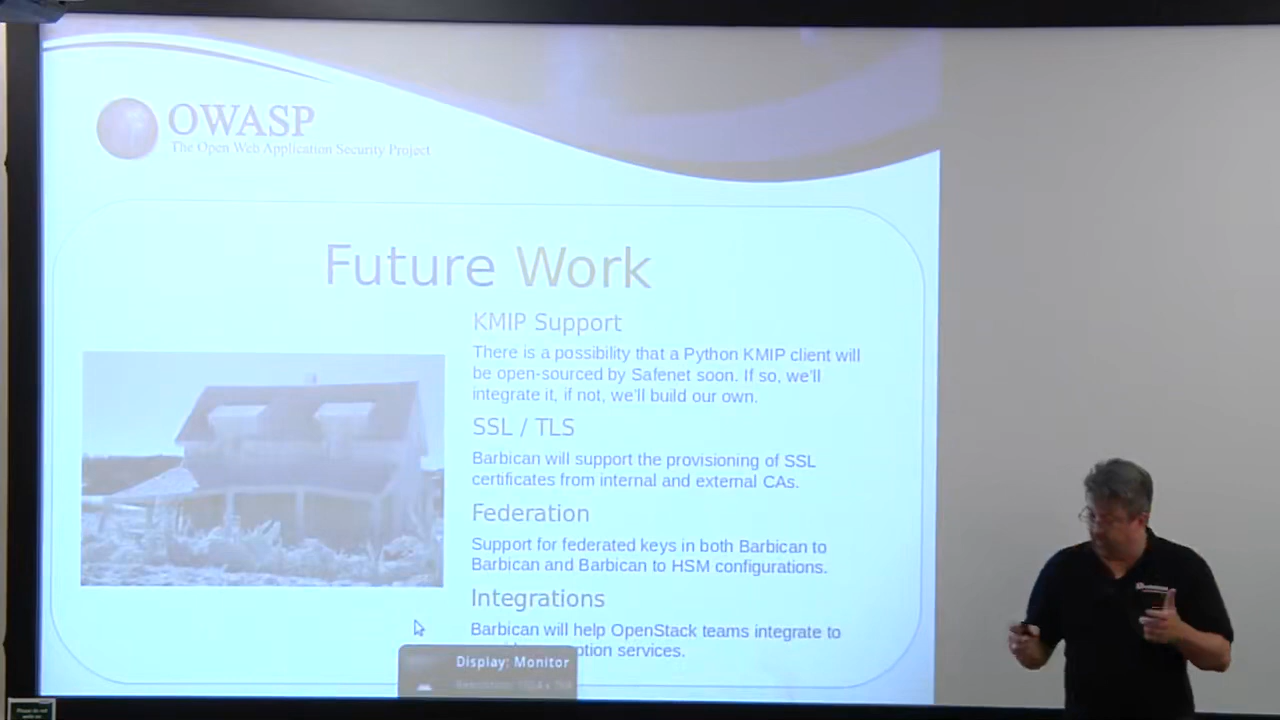 OWASP
The Open Web Application Security Project
Future Work
KMIP Support
There is a possibility that a Python KMIP client will
be open-sourced by Safenet soon. If so, we'll
integrate it, if not, we'll build our own.
SSL / TLS
Barbican will support the provisioning of SSL
certificates from internal and external CAs.
Federation
Support for federated keys in both Barbican to
Barbican and Barbican to HSM configurations.
Integrations
Barbican will help OpenStack teams integrate to
services.
Display: Monitor